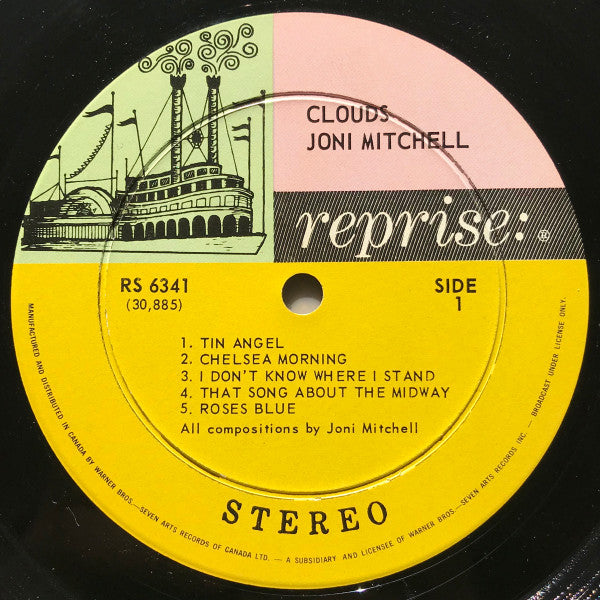 CLOUDS
JONI MITCHELL
reprise: ®
RS 6341
(30,885)
SIDE
1
1. TIN ANGEL
2. CHELSEA MORNING
3. I DON'T KNOW WHERE I STAND
4. THAT SONG ABOUT THE MIDWAY
5. ROSES BLUE
All compositions by Joni Mitchell
STEREO
MANUFACTURED AND DISTRIBUTED IN CANADA BY WARNER BROS.—SEVEN ARTS RECORDS OF CANADA LTD. — A SUBSIDIARY AND LICENSEE OF WARNER BROS.—SEVEN ARTS RECORDS INC — BROADCAST UNDER LICENSE ONLY.